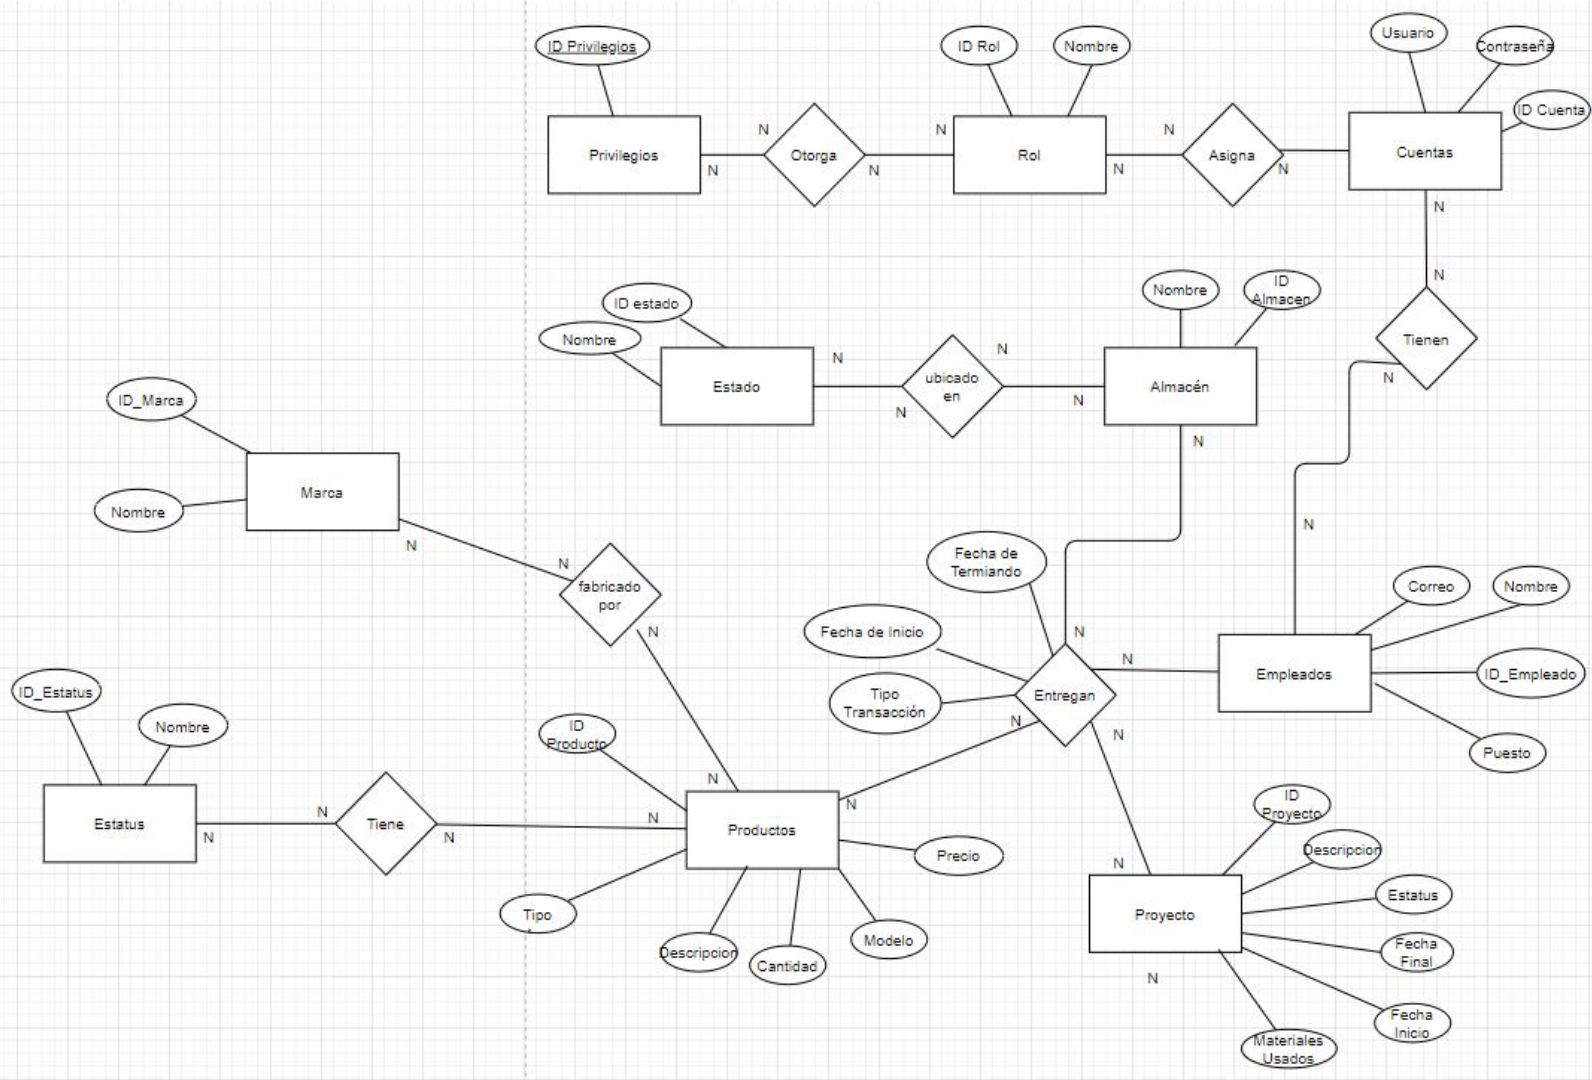 ID Privilegios
ID Rol
Nombre
Usuario
Contraseña
ID Cuenta
Privilegios
N
N
Otorga
N
N
Rol
N
N
Asigna
N
Cuentas
N
N
Tienen
N
N
ID estado
Nombre
Estado
N
N
ubicado
en
N
N
Nombre
ID
Almacen
Almacén
N
ID_Marca
Nombre
Marca
N
N
fabricado
por
N
N
Fecha de
Termiando
Fecha de Inicio
Tipo
Transacción
N
Entregan
N
N
N
N
N
Correo
Nombre
ID_Empleado
Puesto
Empleados
ID_Estatus
Nombre
Estatus
N
N
Tiene
N
N
ID
Producto
Productos
Tipo
Descripcion
Cantidad
Modelo
Precio
ID
Proyecto
Descripcion
Estatus
Fecha
Final
Fecha
Inicio
Materiales
Usados
Proyecto
N